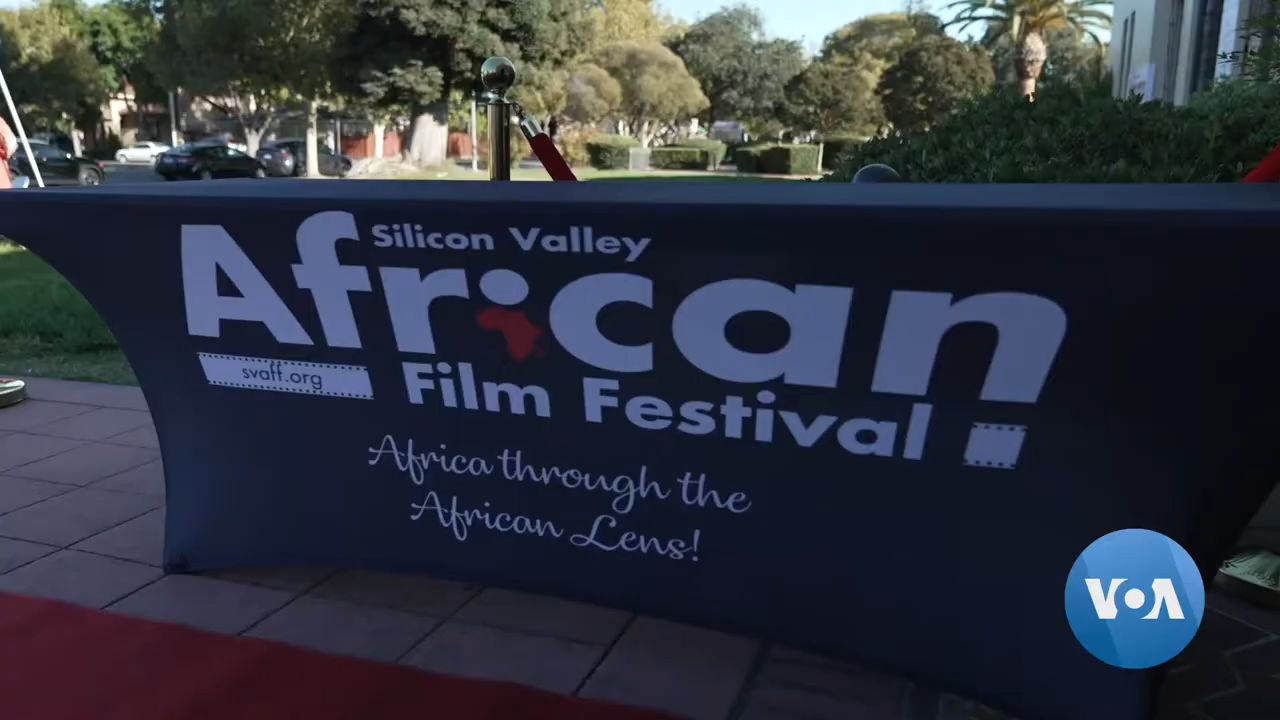 Silicon Valley
African
svaff.org
Film Festival
Africa through the
African Lens!
VOA